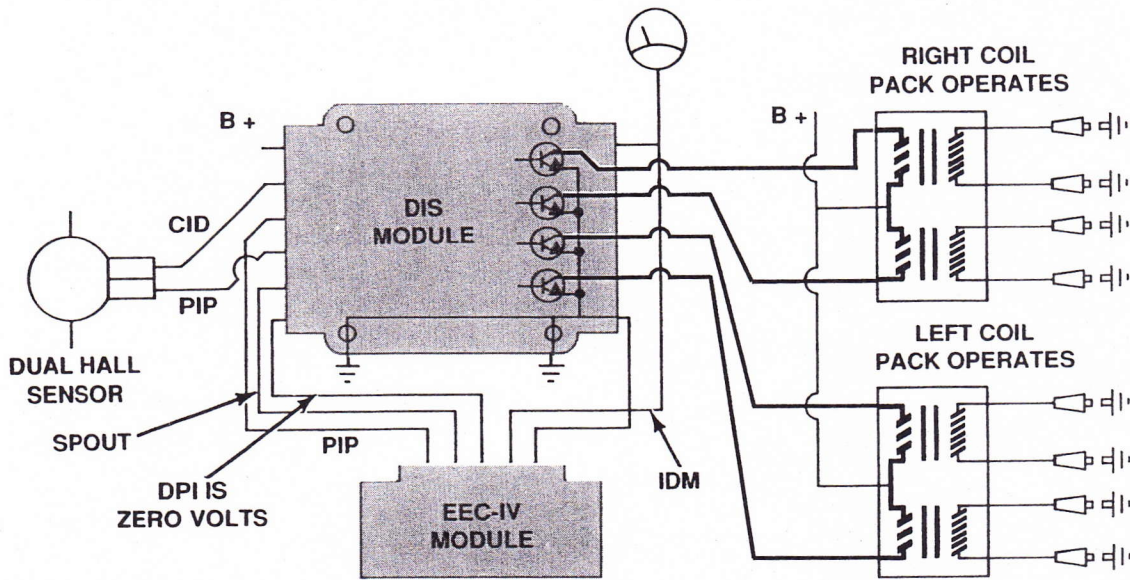 RIGHT COIL
PACK OPERATES
B +
B +
DIS
MODULE
CID
PIP
DUAL HALL
SENSOR
LEFT COIL
PACK OPERATES
SPOUT
PIP
DPI IS
ZERO VOLTS
IDM
EEC-IV
MODULE